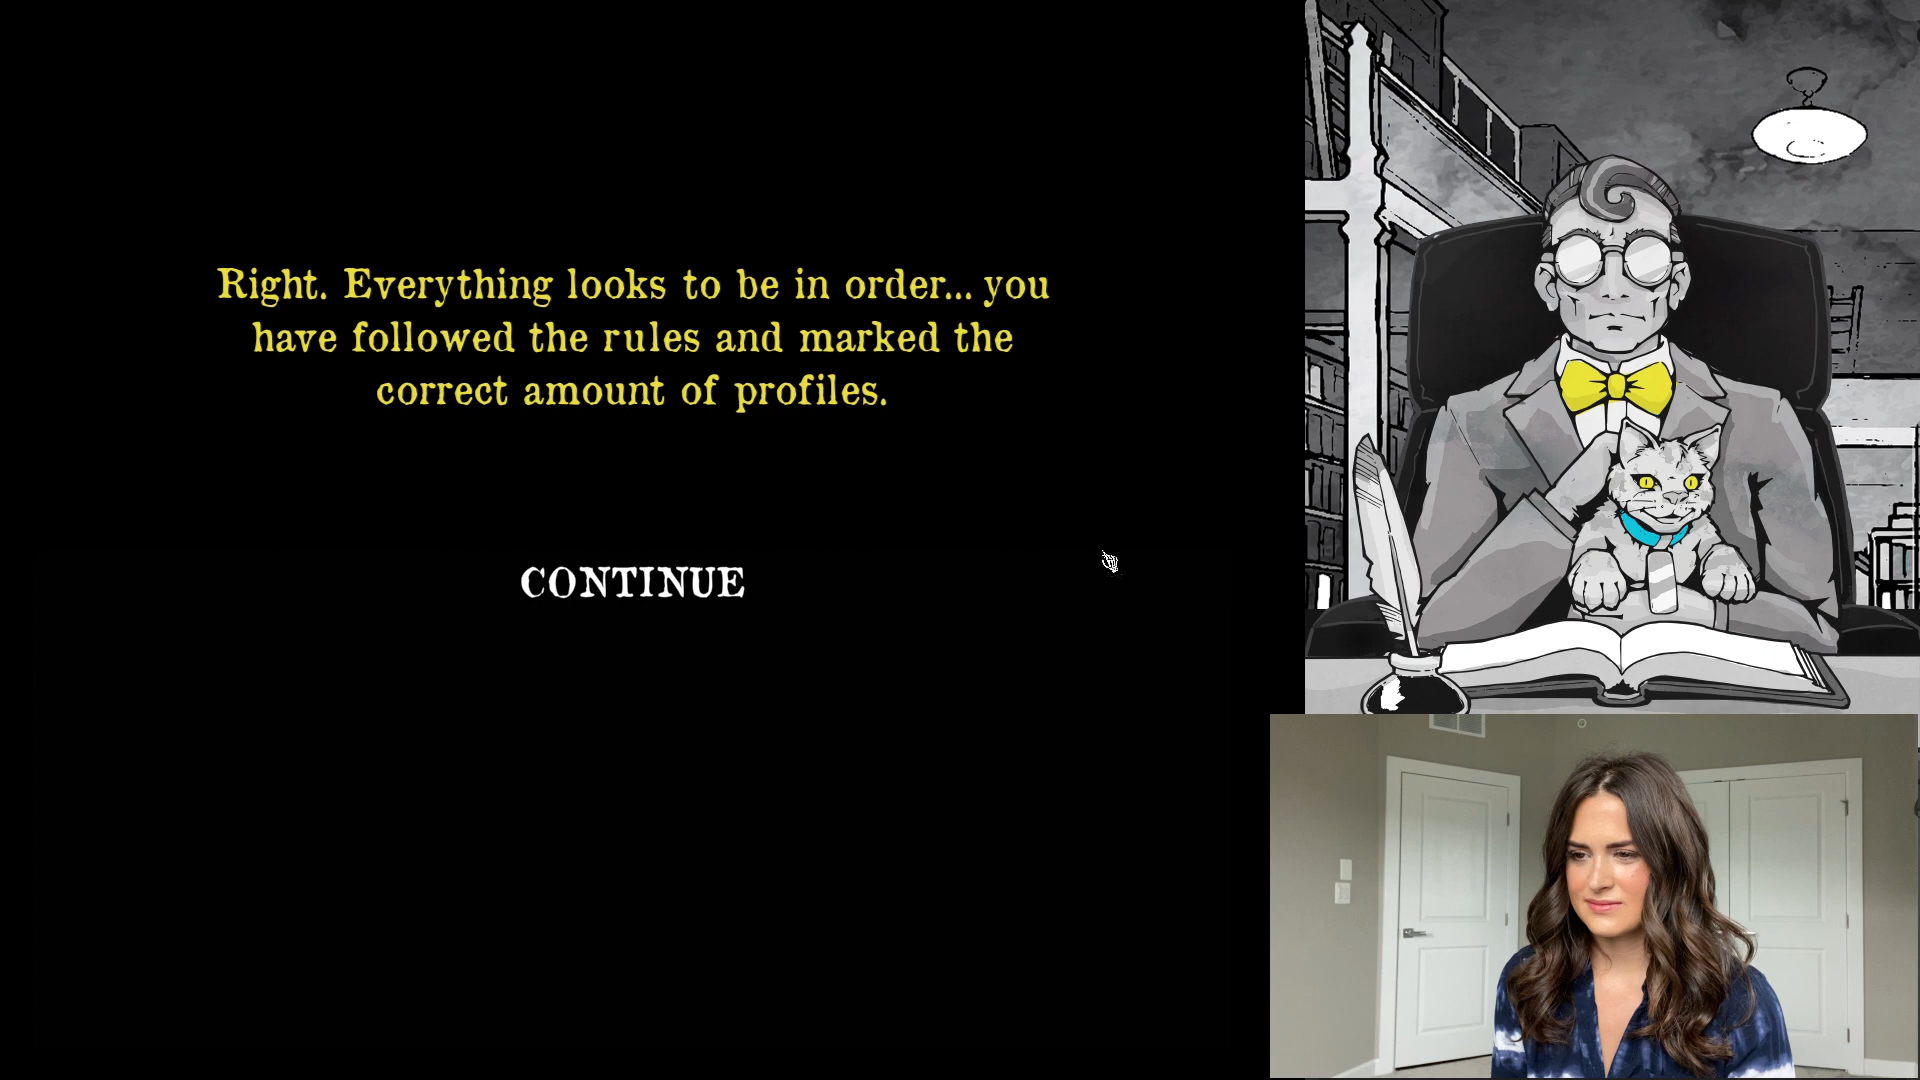 Right. Everything looks to be in order... you
have followed the rules and marked the
correct amount of profiles.
CONTINUE